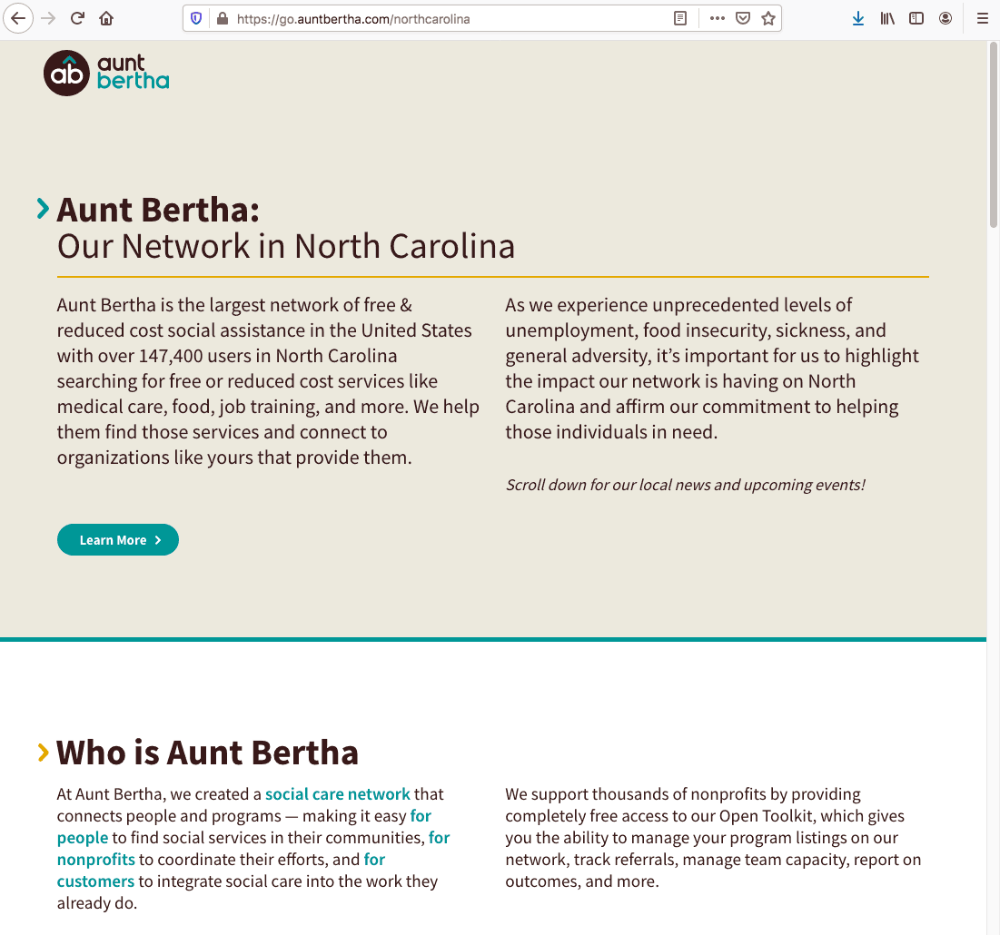 https://go.auntbertha.com/northcarolina
ab
aunt
bertha
Aunt Bertha:
Our Network in North Carolina
Aunt Bertha is the largest network of free &
reduced cost social assistance in the United States
with over 147,400 users in North Carolina
searching for free or reduced cost services like
medical care, food, job training, and more. We help
them find those services and connect to
organizations like yours that provide them.
As we experience unprecedented levels of
unemployment, food insecurity, sickness, and
general adversity, it’s important for us to highlight
the impact our network is having on North
Carolina and affirm our commitment to helping
those individuals in need.
Scroll down for our local news and upcoming events!
Learn More
Who is Aunt Bertha
At Aunt Bertha, we created a social care network that
connects people and programs — making it easy for
people to find social services in their communities, for
nonprofits to coordinate their efforts, and for
customers to integrate social care into the work they
already do.
We support thousands of nonprofits by providing
completely free access to our Open Toolkit, which gives
you the ability to manage your program listings on our
network, track referrals, manage team capacity, report on
outcomes, and more.